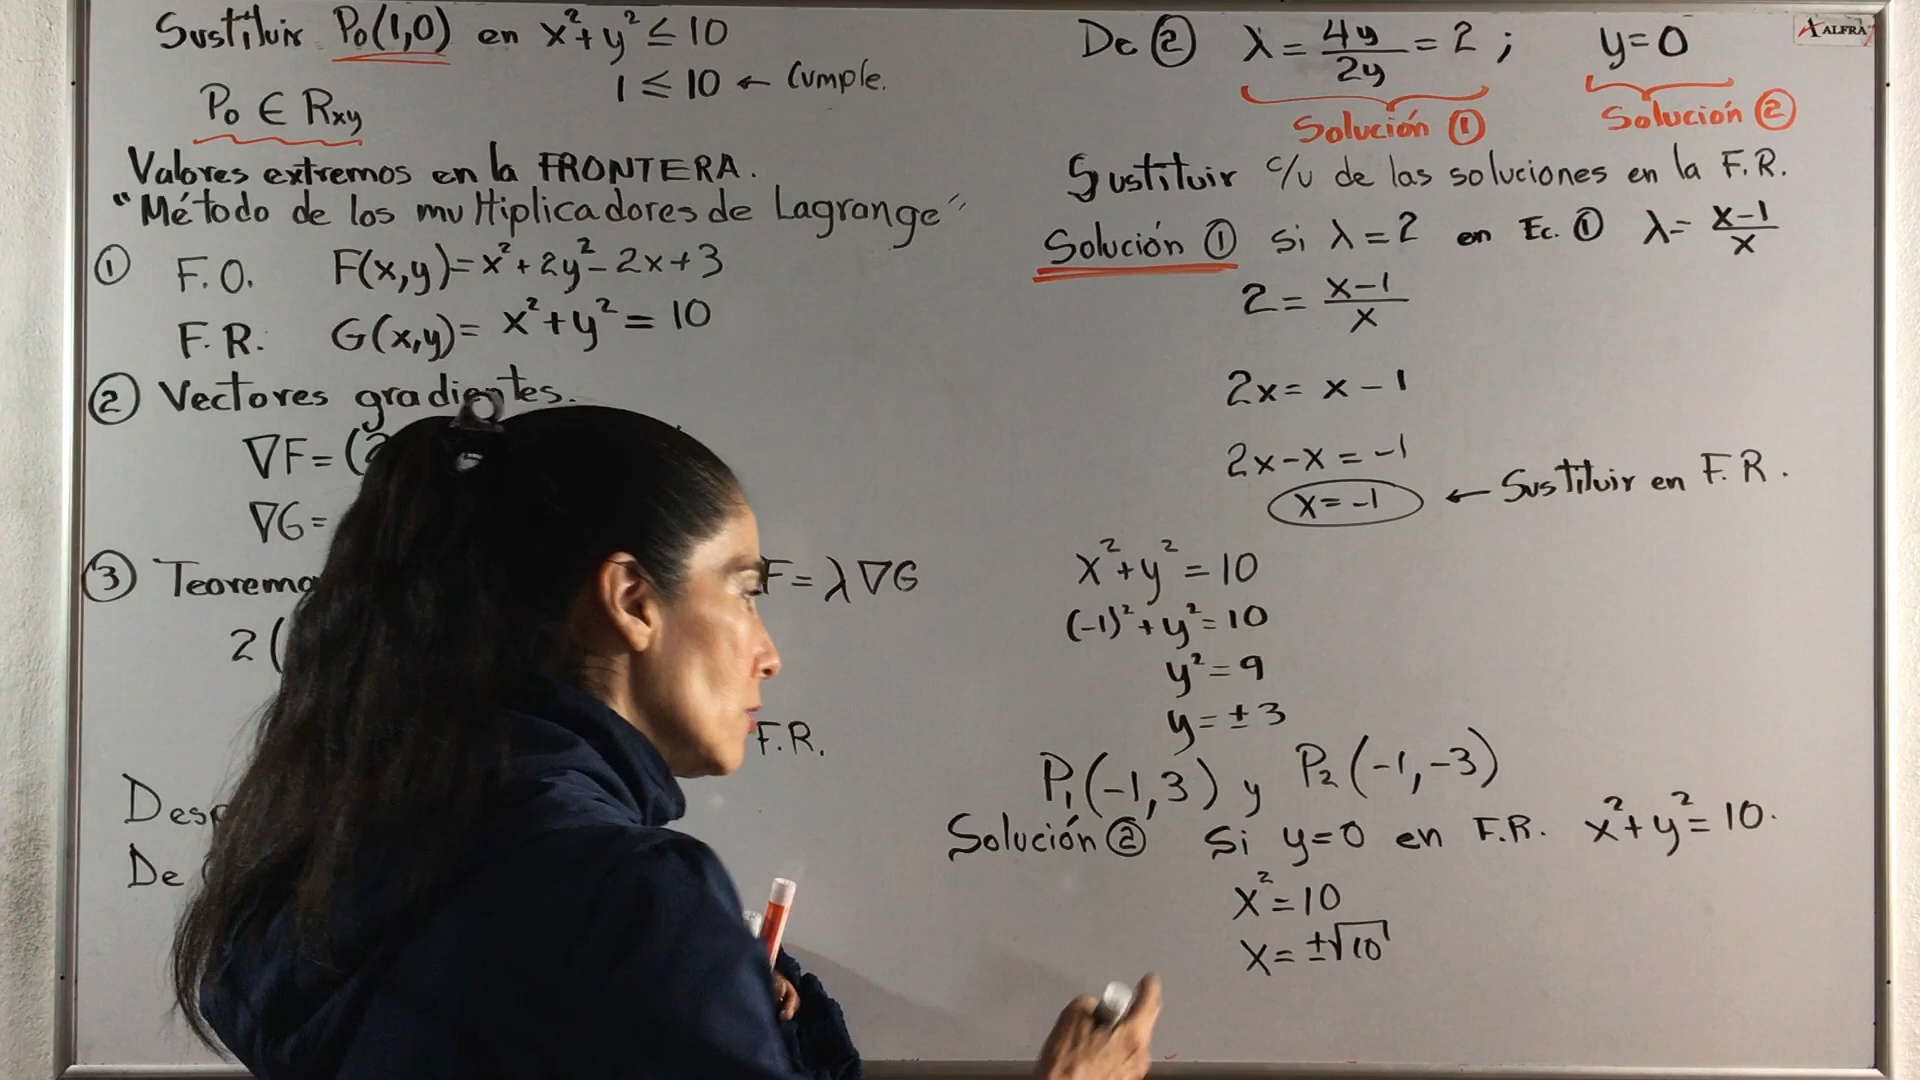 Sustituir P₀(1,0) en x²+y² ≤ 10
1 ≤ 10 ← Cumple.
P₀ ∈ Rxy
Valores extremos en la FRONTERA.
"Método de los multiplicadores de Lagrange"
① F.O. F(x,y)=x²+2y²-2x+3
F.R: G(x,y)= x²+y²= 10
② Vectores gradientes.
∇F=(2
∇G=
③ Teorema F=λ∇G
2(
F.R.
Desp
De
De ② λ = 4y/2y = 2 ; y=0
Solución ① Solución ②
Sustituir c/u de las soluciones en la F.R.
Solución ① Si λ=2 en Ec. ① λ= x-1/x
2 = x-1/x
2x= x-1
2x-x=-1
x=-1 ← Sustituir en F.R.
x²+y²=10
(-1)²+y²=10
y²=9
y=±3
P₁(-1,3) y P₂(-1,-3)
Solución ② Si y=0 en F.R. x²+y²=10.
x²=10
x=±√10
ALFRA